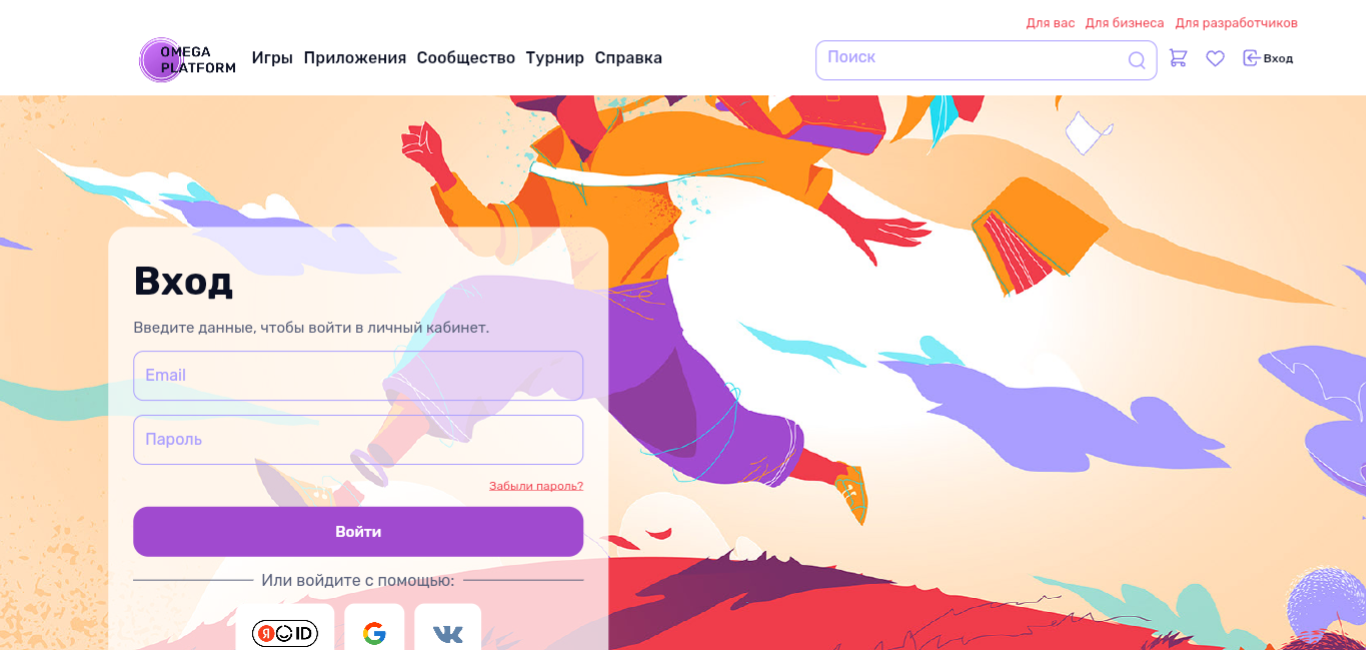 Для вас Для бизнеса Для разработчиков
OMEGA
PLATFORM
Игры Приложения Сообщество Турнир Справка
Поиск
Вход
Вход
Введите данные, чтобы войти в личный кабинет.
Email
Пароль
Забыли пароль?
Войти
Или войдите с помощью:
Я ID
G
VK